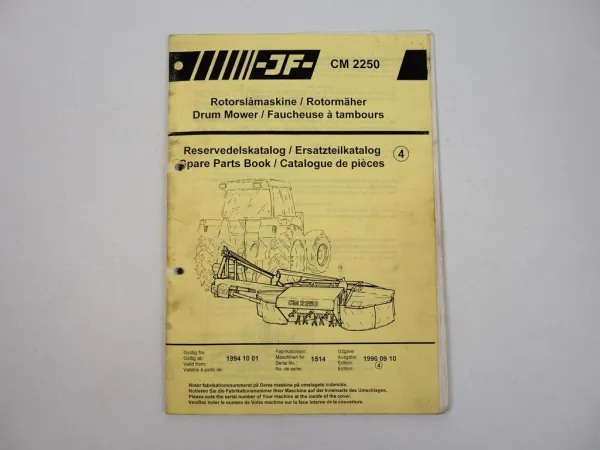 -JF-
CM 2250
Rotorslåmaskine / Rotormäher
Drum Mower / Faucheuse à tambours
Reservedelskatalog / Ersatzteilkatalog
Spare Parts Book / Catalogue de pièces
4
CM 2250
Gyldig fra
Gültig ab:
Valid from:
Valable à partir de:
1994 10 01
Fabrikationsnr.
Maschinen Nr.
Serial No.:
No. de serie:
1514
Udgave:
Ausgabe:
Edition:
Edition:
1996 09 10
4
Notér fabrikationsnummeret på Deres maskine på omslagets inderside.
Notieren Sie die Fabrikationsnummer Ihrer Maschine auf der Innenseite des Umschlages.
Please note the serial number of Your machine at the inside of the cover.
Veuillez noter le numero de Votre machine sur la face interne de la couverture.